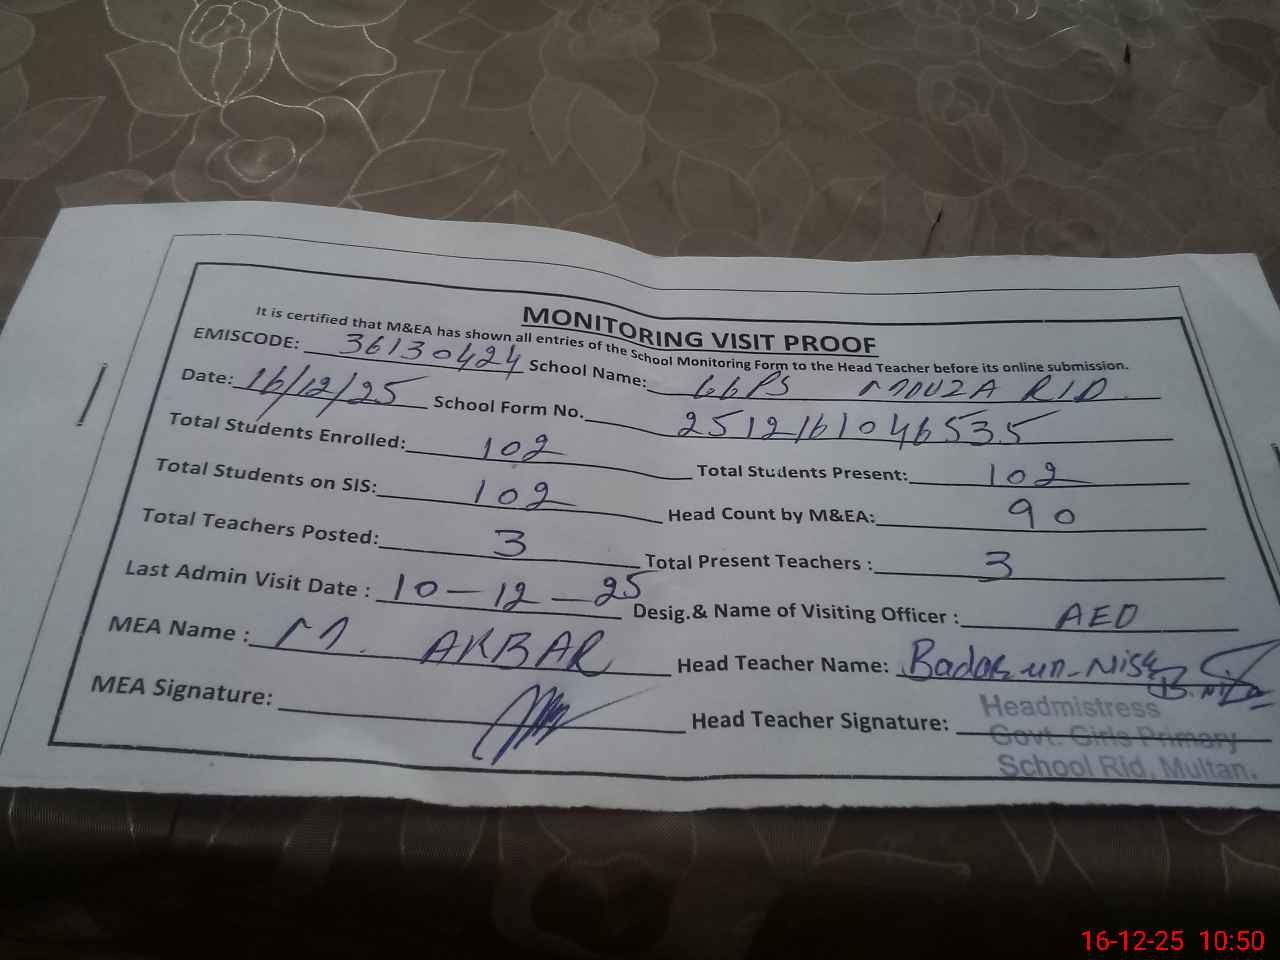 MONITORING VISIT PROOF
It is certified that M&EA has shown all entries of the School Monitoring Form to the Head Teacher before its online submission.
EMISCODE: 36130424 School Name: GGPS MOUZA RID
Date: 16/12/25 School Form No. 2512161046535
Total Students Enrolled: 102 Total Students Present: 102
Total Students on SIS: 102 Head Count by M&EA: 90
Total Teachers Posted: 3 Total Present Teachers : 3
Last Admin Visit Date : 10-12-25 Desig.& Name of Visiting Officer : AEO
MEA Name : M. AKBAR Head Teacher Name: Badar-un-Nisa
MEA Signature: Head Teacher Signature:
Headmistress
Govt. Girls Primary
School Rid, Multan.
16-12-25 10:50